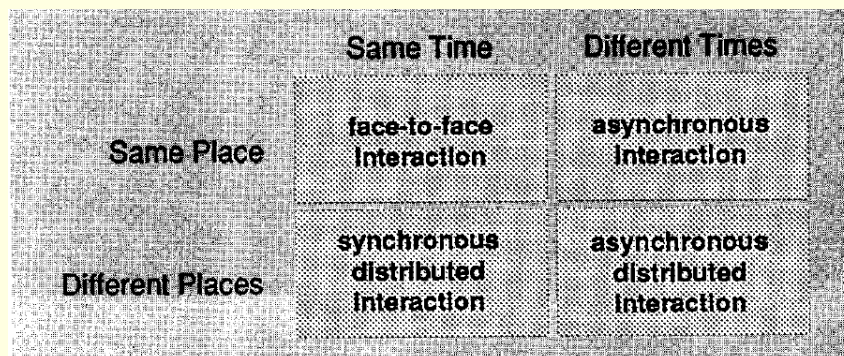 Same Time Different Times
Same Place
face-to-face
interaction
asynchronous
interaction
Different Places
synchronous
distributed
interaction
asynchronous
distributed
interaction